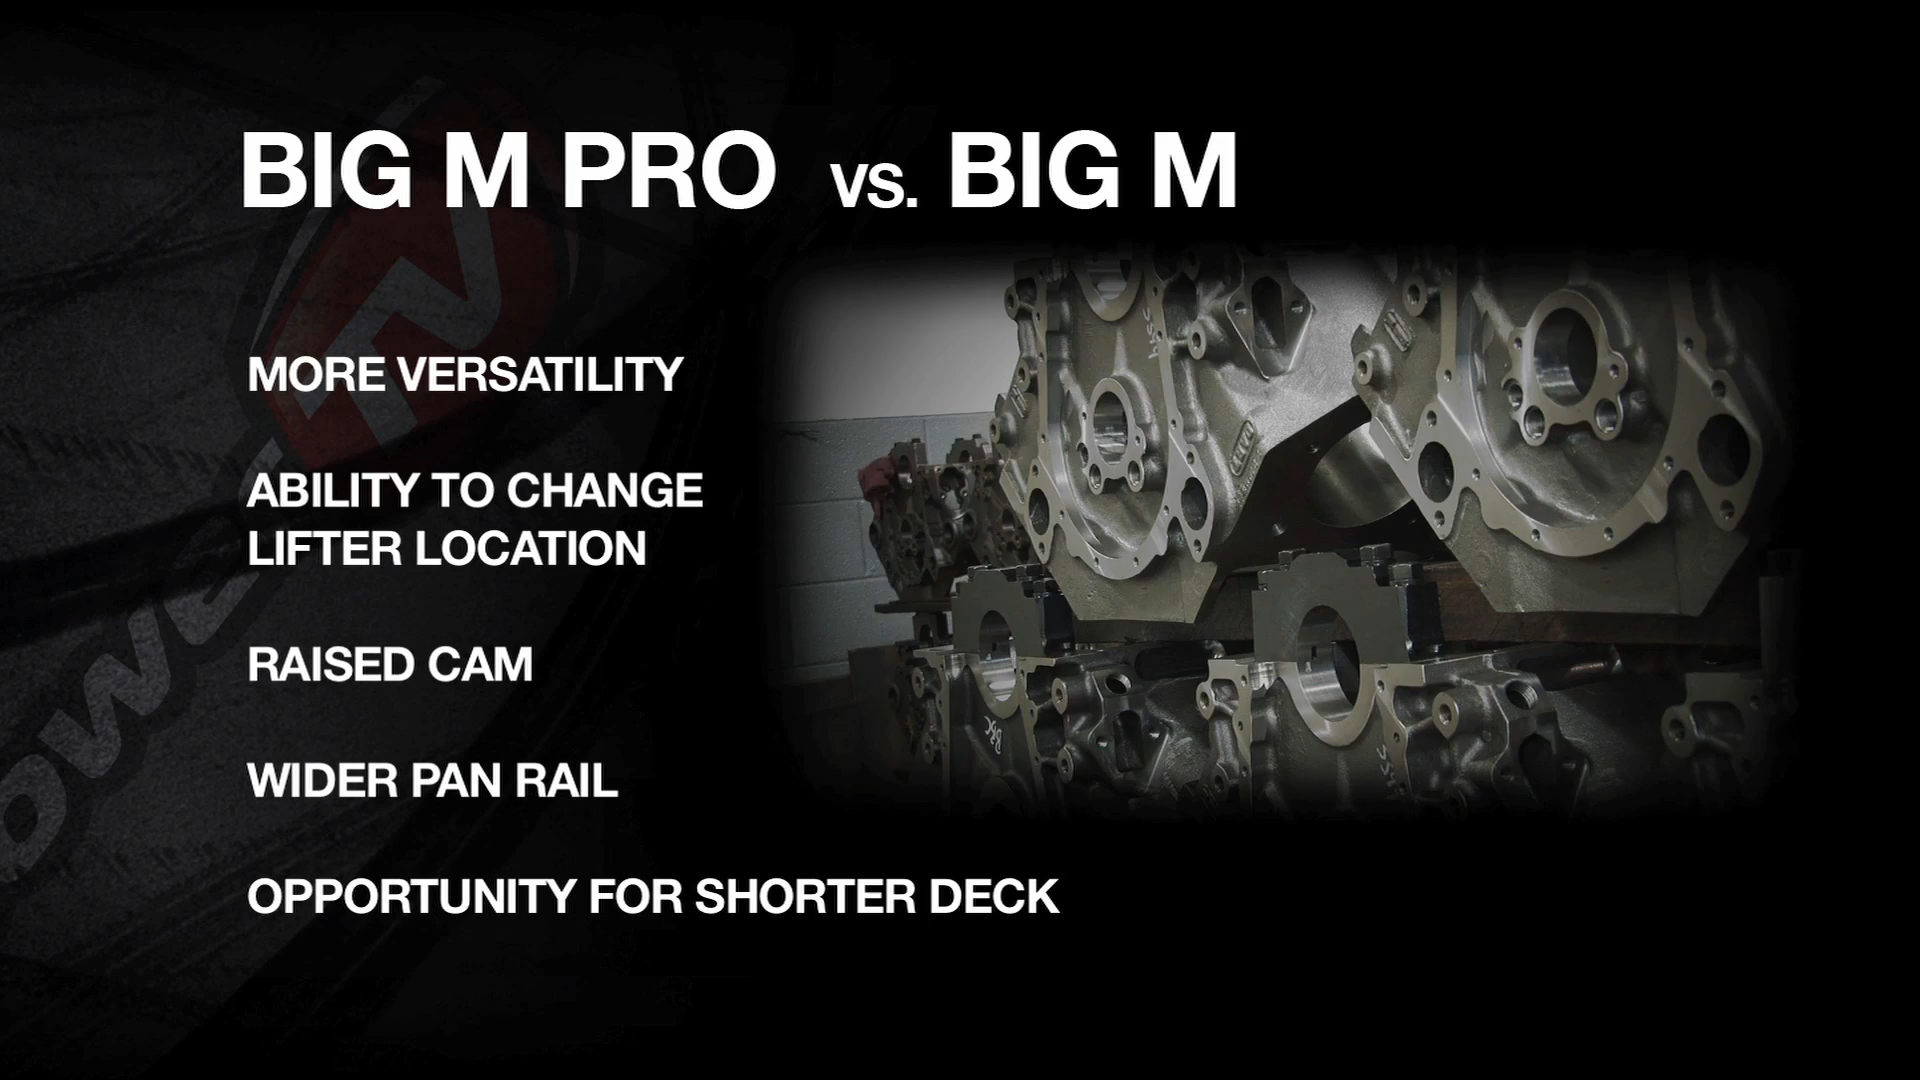 BIG M PRO vs. BIG M
MORE VERSATILITY
ABILITY TO CHANGE
LIFTER LOCATION
RAISED CAM
WIDER PAN RAIL
OPPORTUNITY FOR SHORTER DECK
TV